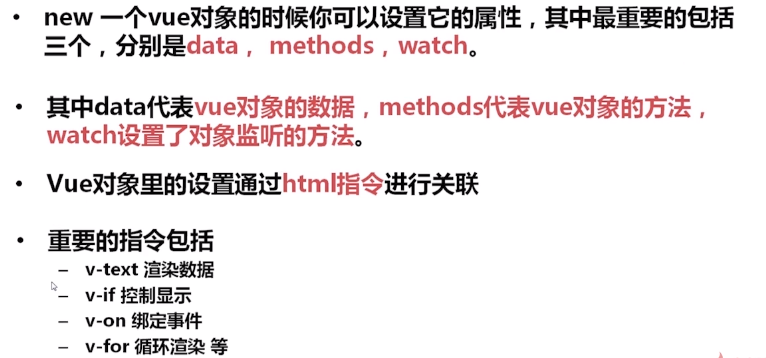 • new 一个vue对象的时候你可以设置它的属性，其中最重要的包括
三个，分别是data， methods，watch。
• 其中data代表vue对象的数据，methods代表vue对象的方法，
watch设置了对象监听的方法。
• Vue对象里的设置通过html指令进行关联
• 重要的指令包括
– v-text 渲染数据
– v-if 控制显示
– v-on 绑定事件
– v-for 循环渲染 等